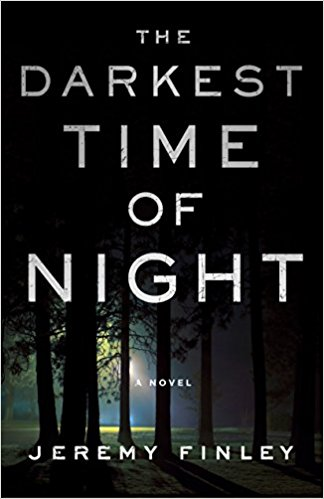 THE
DARKEST
TIME
OF
NIGHT
A NOVEL
JEREMY FINLEY